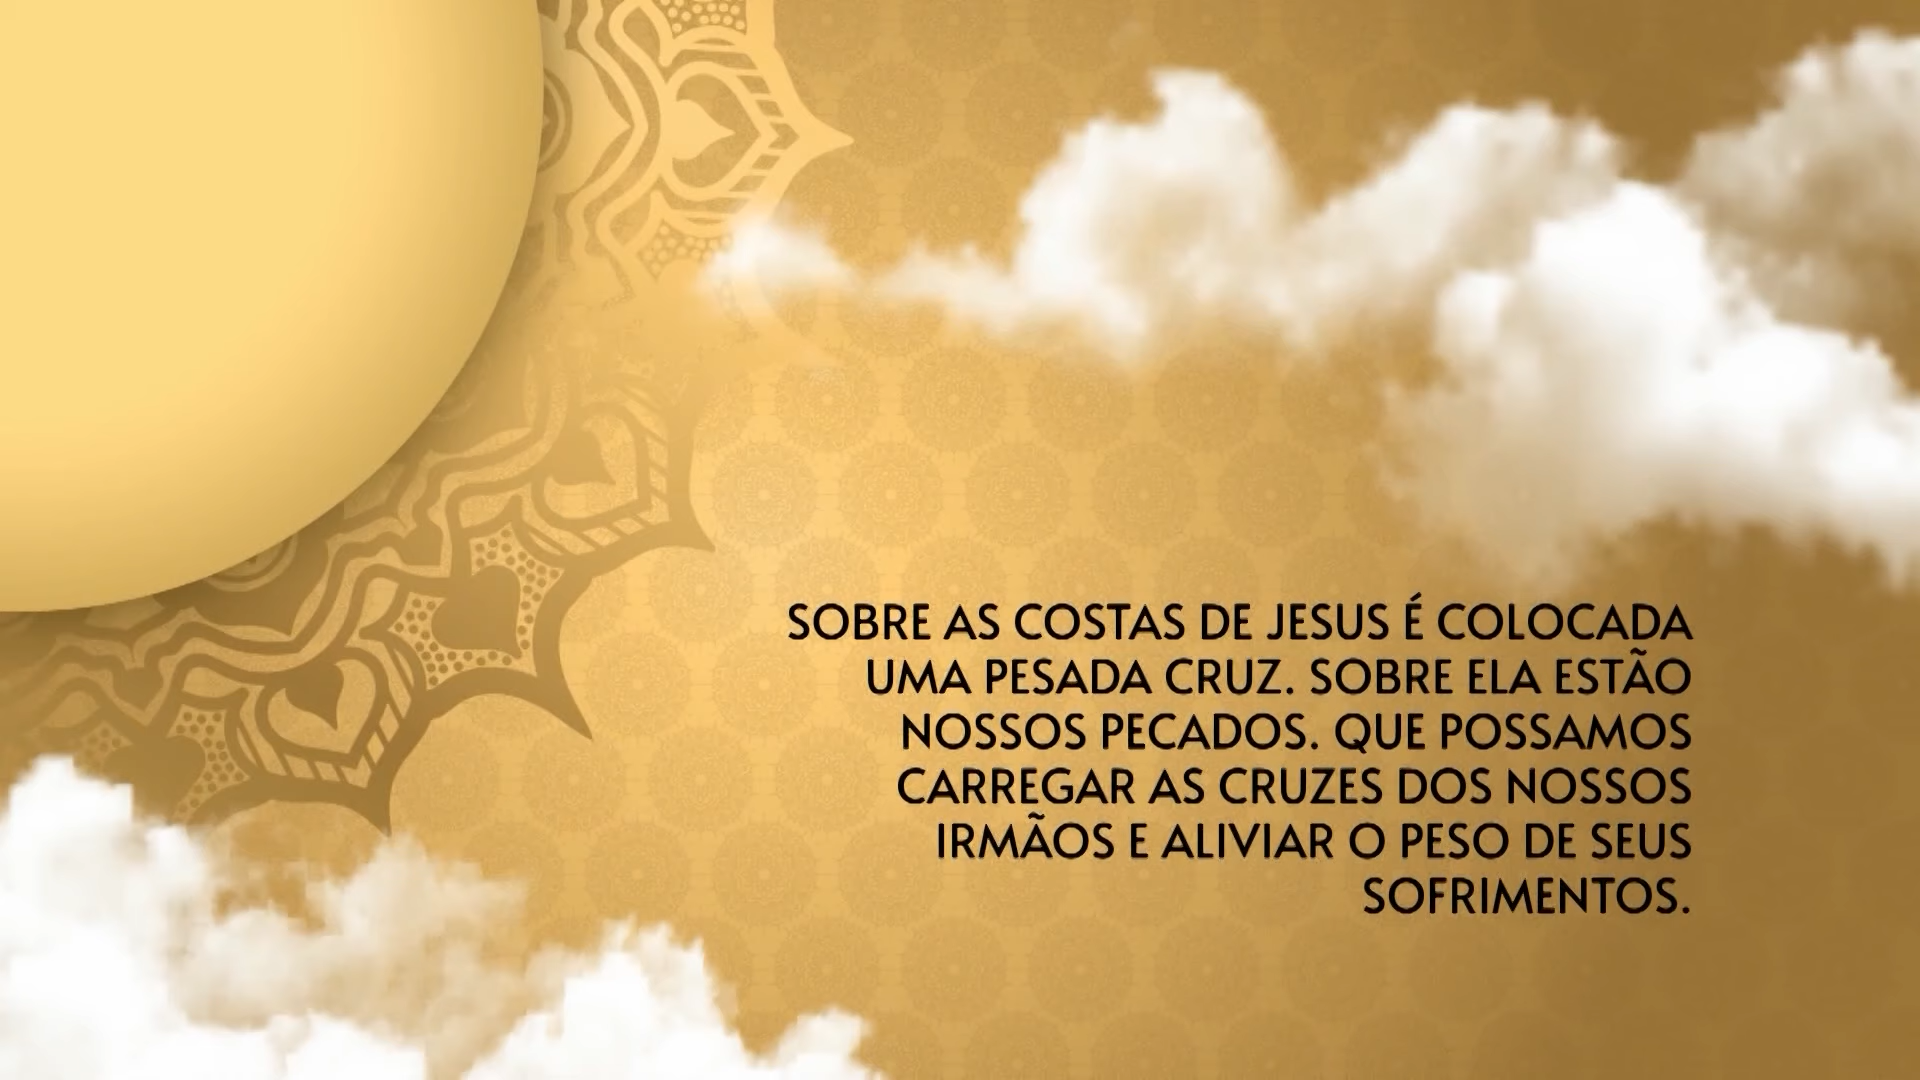 SOBRE AS COSTAS DE JESUS É COLOCADA
UMA PESADA CRUZ. SOBRE ELA ESTÃO
NOSSOS PECADOS. QUE POSSAMOS
CARREGAR AS CRUZES DOS NOSSOS
IRMÃOS E ALIVIAR O PESO DE SEUS
SOFRIMENTOS.